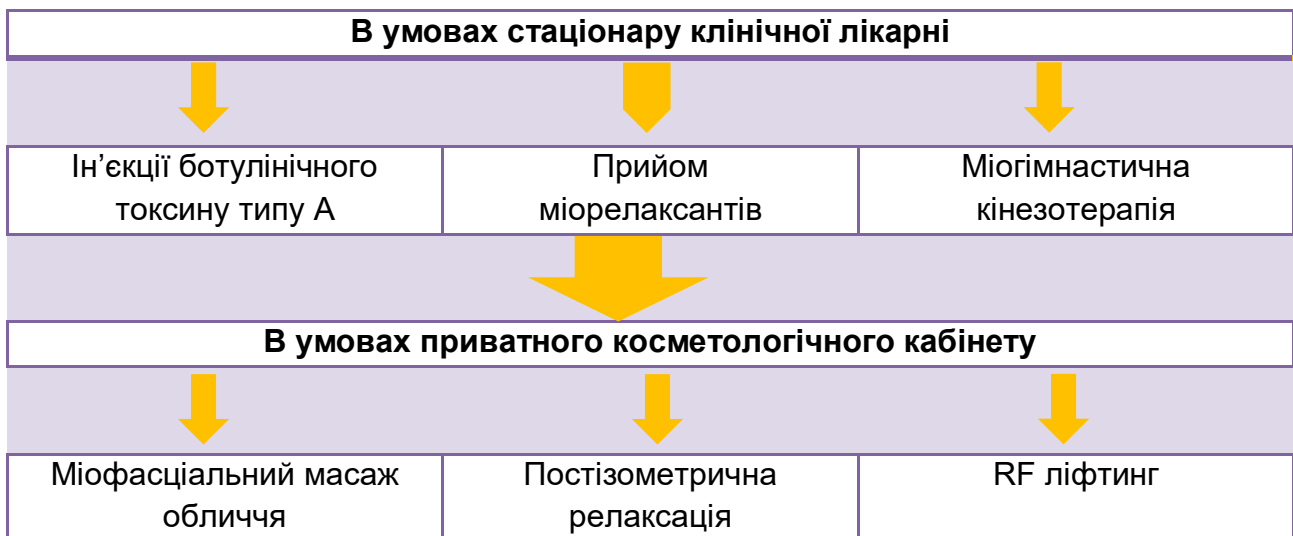 В умовах стаціонару клінічної лікарні
Ін’єкції ботулінічного
токсину типу А
Прийом
міорелаксантів
Міогімнастична
кінезотерапія
В умовах приватного косметологічного кабінету
Міофасціальний масаж
обличчя
Постізометрична
релаксація
RF ліфтинг